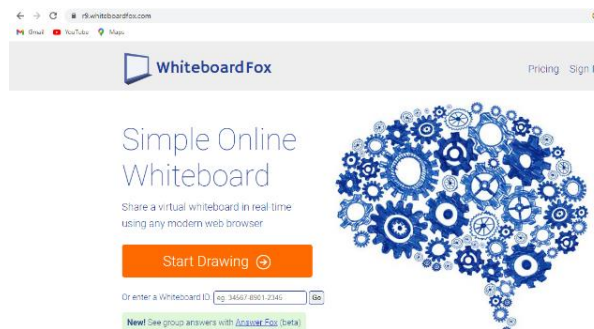 r9.whiteboardfox.com
Gmail YouTube Maps
Whiteboard Fox
Pricing Sign
Simple Online
Whiteboard
Share a virtual whiteboard in real-time
using any modern web browser
Start Drawing
Or enter a Whiteboard ID: eg. 34567-8901-2345 Go
New! See group answers with Answer Fox (beta)